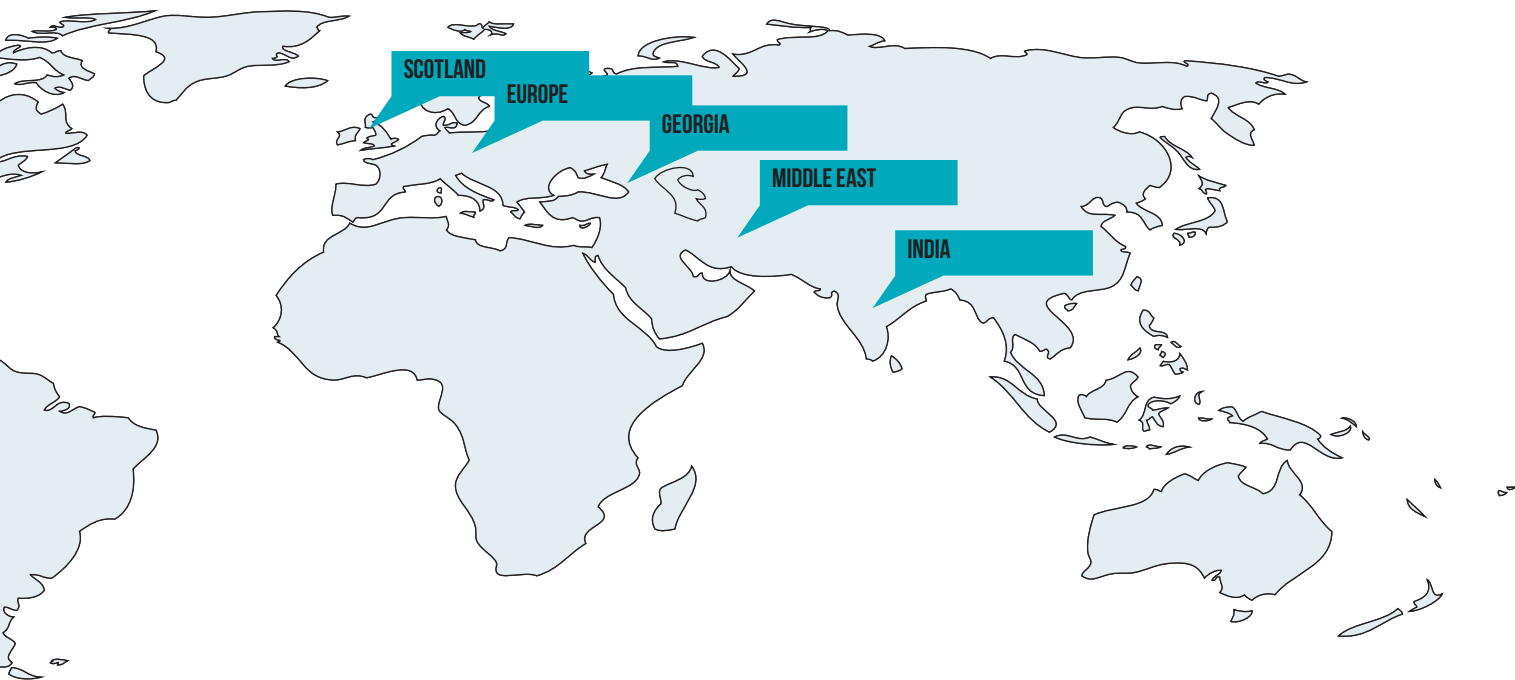 SCOTLAND
EUROPE
GEORGIA
MIDDLE EAST
INDIA